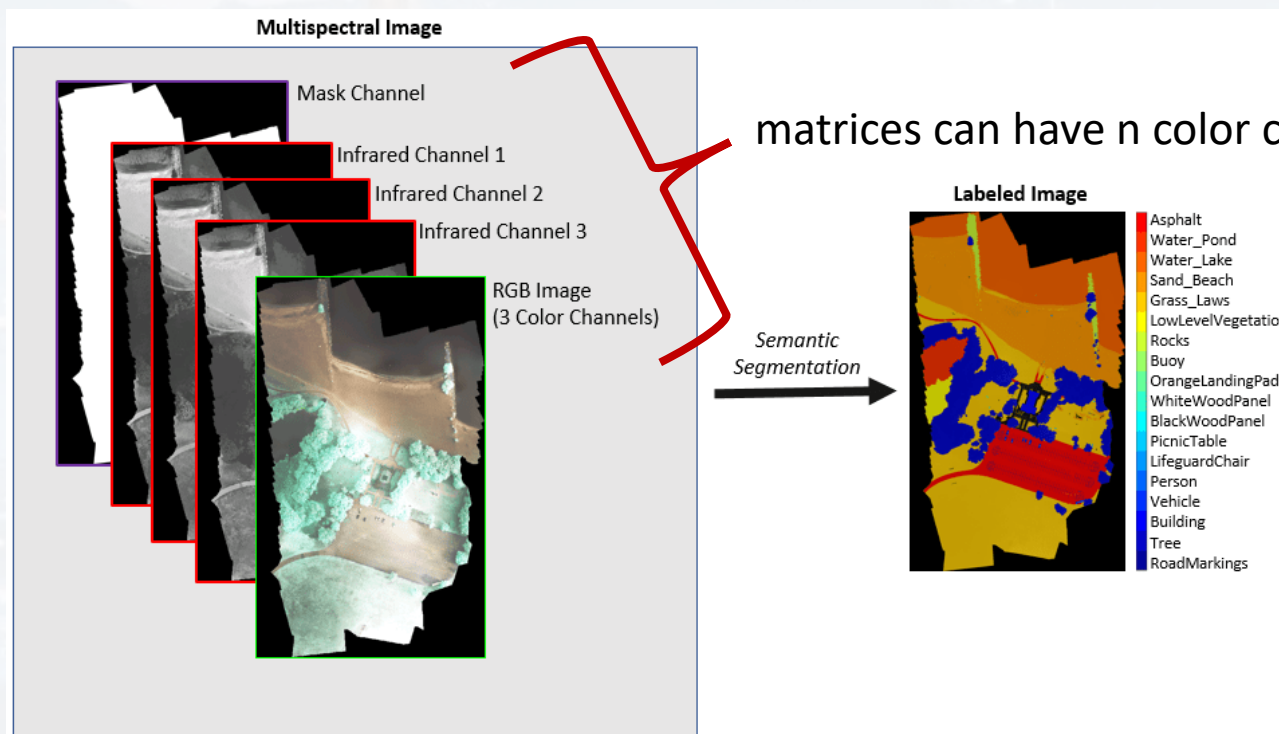 Multispectral Image
Mask Channel
Infrared Channel 1
Infrared Channel 2
Infrared Channel 3
RGB Image
(3 Color Channels)
matrices can have n color c
Semantic
Segmentation
Labeled Image
Asphalt
Water_Pond
Water_Lake
Sand_Beach
Grass_Laws
LowLevelVegetatio
Rocks
Buoy
OrangeLandingPad
WhiteWoodPanel
BlackWoodPanel
PicnicTable
LifeguardChair
Person
Vehicle
Building
Tree
RoadMarkings